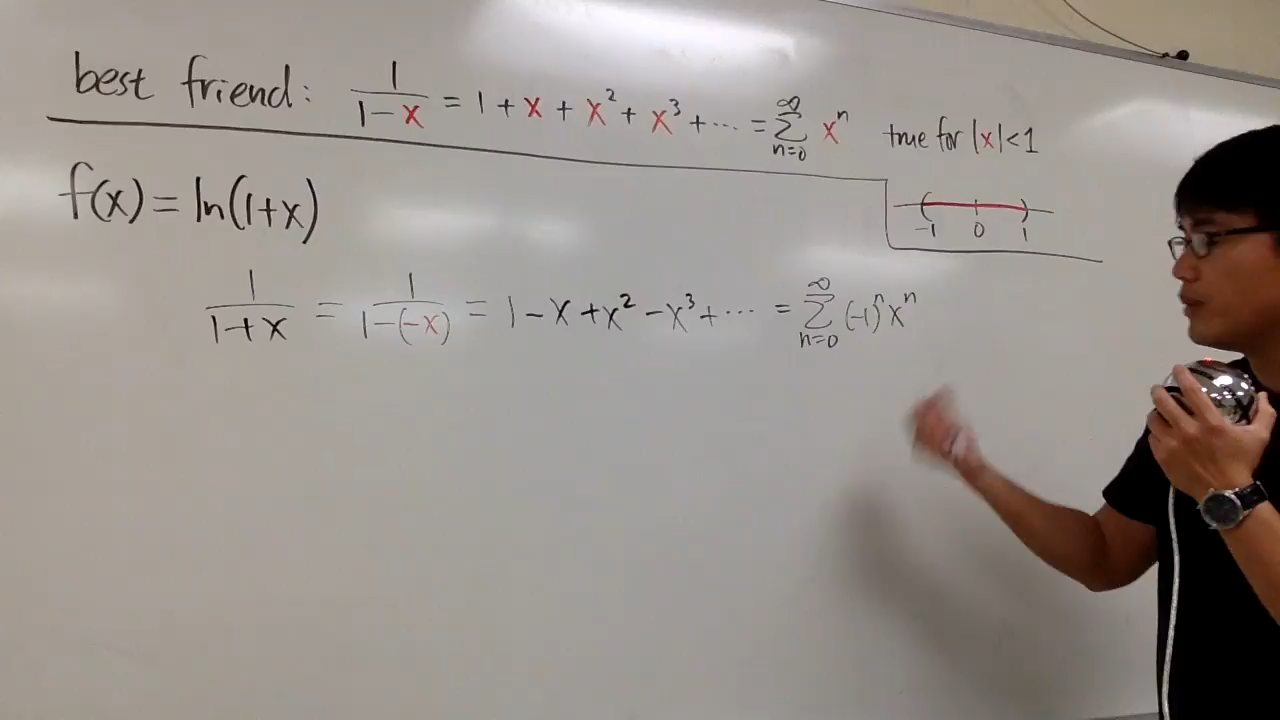 best friend: 1/(1-x) = 1 + x + x² + x³ + ... = ∞ Σ n=0 xⁿ true for |x|<1
f(x) = ln(1+x)
-1 0 1
1/(1+x) = 1/(1-(-x)) = 1 - x + x² - x³ + ... = ∞ Σ n=0 (-1)ⁿ xⁿ